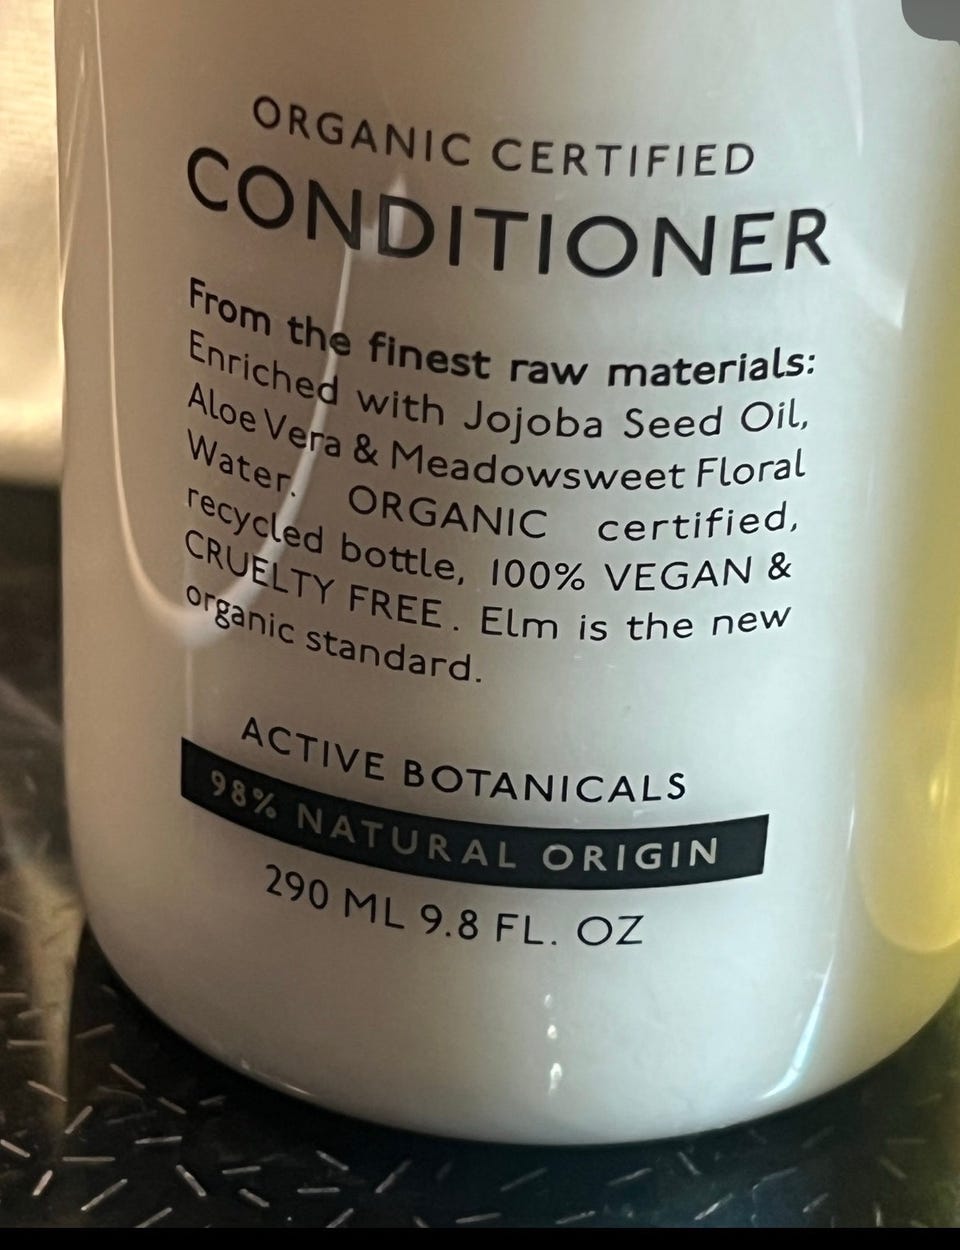 ORGANIC CERTIFIED
CONDITIONER
From the finest raw materials:
Enriched with Jojoba Seed Oil,
Aloe Vera & Meadowsweet Floral
Water. ORGANIC certified,
recycled bottle, 100% VEGAN &
CRUELTY FREE. Elm is the new
organic standard.
ACTIVE BOTANICALS
98% NATURAL ORIGIN
290 ML 9.8 FL. OZ